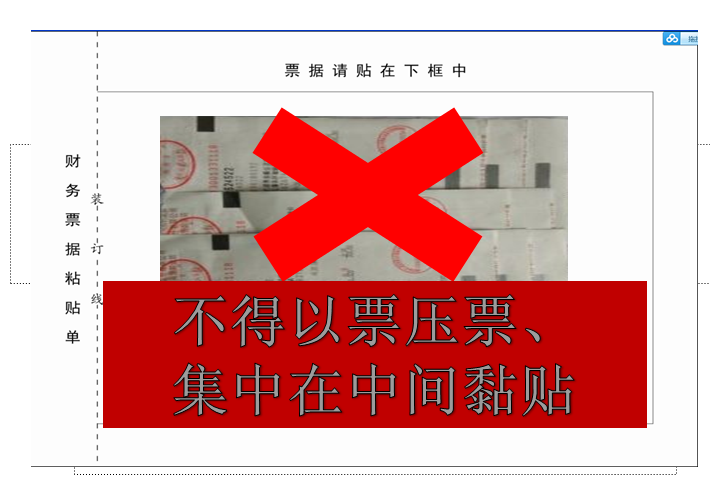 票据请贴在下框中
财务票据粘贴单
装订线
不得以票压票、
集中在中间黏贴